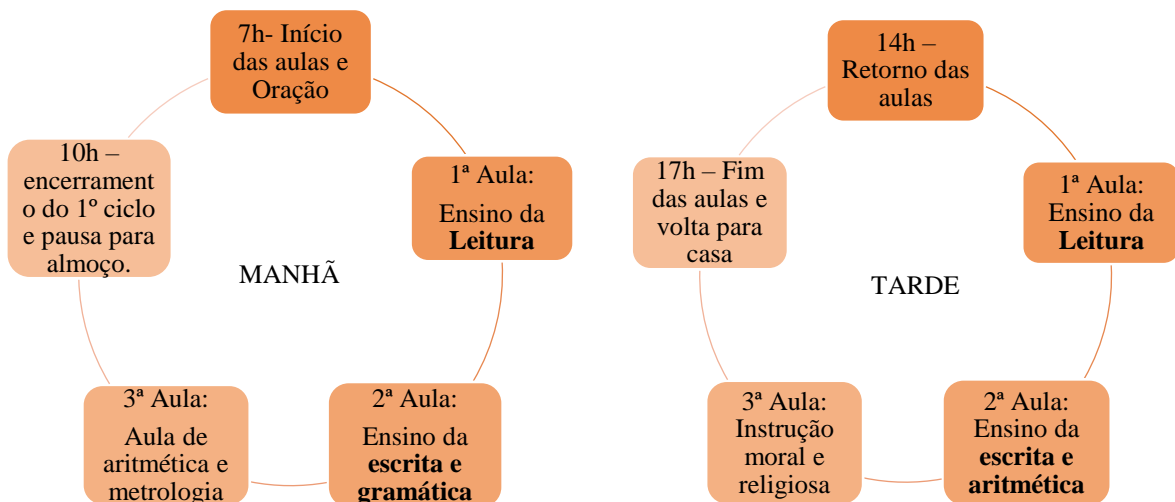 7h- Início
das aulas e
Oração
1ª Aula:
Ensino da
Leitura
2ª Aula:
Ensino da
escrita e
gramática
3ª Aula:
Aula de
aritmética e
metrologia
10h –
encerrament
o do 1º ciclo
e pausa para
almoço.
MANHÃ
14h –
Retorno das
aulas
1ª Aula:
Ensino da
Leitura
2ª Aula:
Ensino da
escrita e
aritmética
3ª Aula:
Instrução
moral e
religiosa
17h – Fim
das aulas e
volta para
casa
TARDE